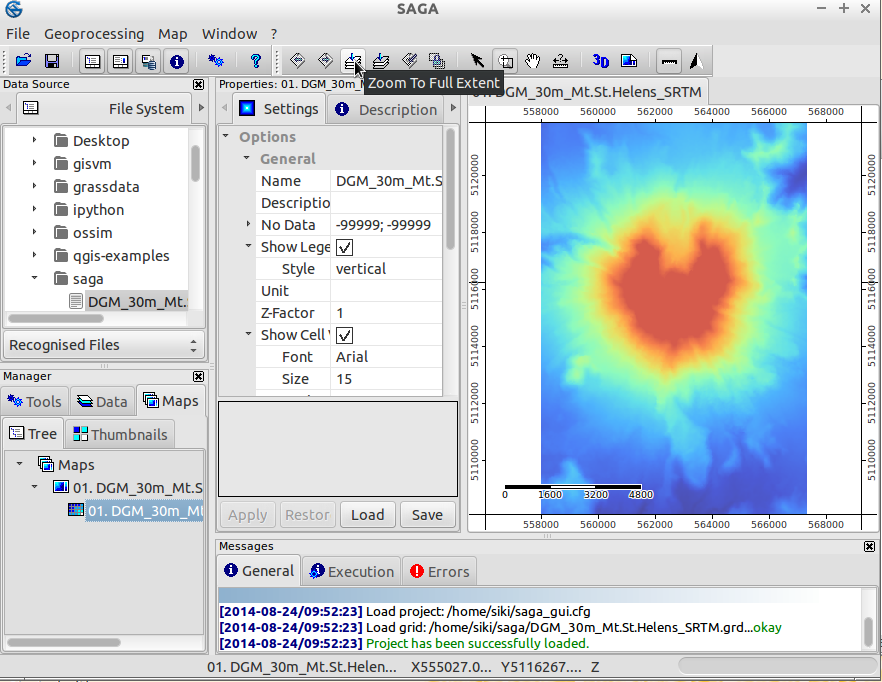 SAGA
File Geoprocessing Map Window ?
3D
Zoom To Full Extent
Data Source
File System
Desktop
gisvm
grassdata
ipython
ossim
qgis-examples
saga
DGM_30m_Mt.
Recognised Files
Manager
Tools Data Maps
Tree Thumbnails
Maps
01. DGM_30m_Mt.S
01. DGM_30m_Mt
Properties: 01. DGM_30m_M
Settings Description
Options
General
Name DGM_30m_Mt.S
Descriptio
No Data -99999; -99999
Show Lege
Style vertical
Unit
Z-Factor 1
Show Cell
Font Arial
Size 15
Apply Restor Load Save
01. DGM_30m_Mt.St.Helens_SRTM
558000 560000 562000 564000 566000 568000
5120000 5120000
5118000 5118000
5116000 5116000
5114000 5114000
5112000 5112000
5110000 5110000
0 1600 3200 4800
558000 560000 562000 564000 566000 568000
Messages
General Execution Errors
[2014-08-24/09:52:23] Load project: /home/siki/saga_gui.cfg
[2014-08-24/09:52:23] Load grid: /home/siki/saga/DGM_30m_Mt.St.Helens_SRTM.grd...okay
[2014-08-24/09:52:23] Project has been successfully loaded.
01. DGM_30m_Mt.St.Helen... X555027.0... Y5116267.... Z